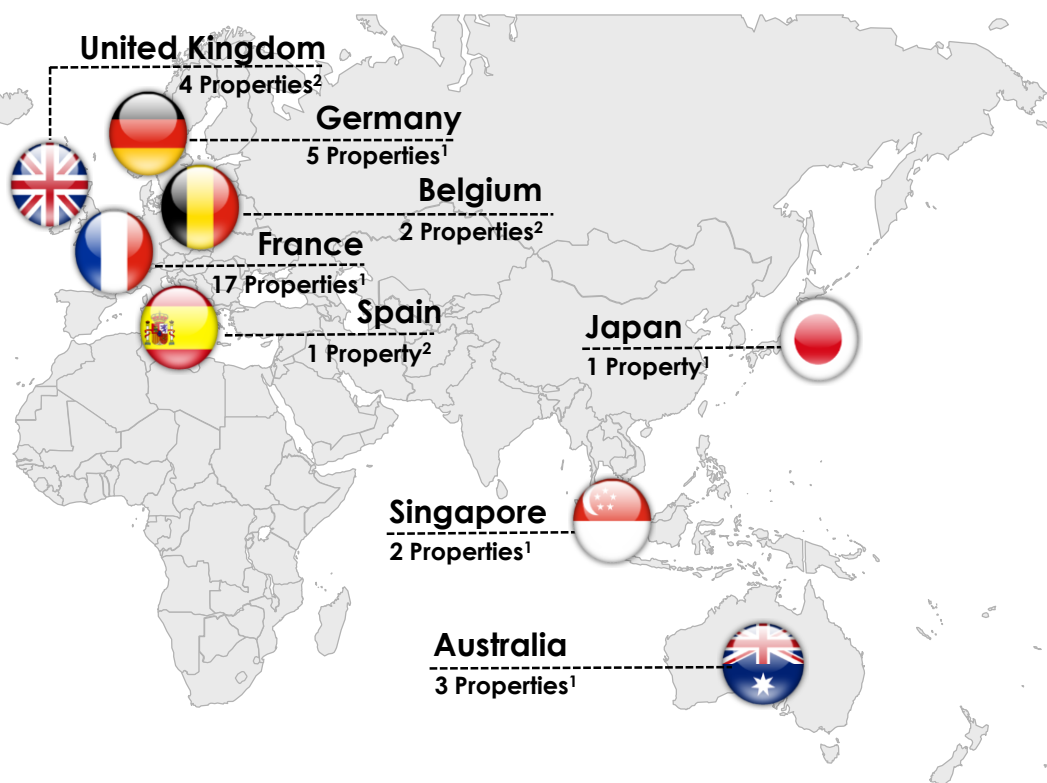 United Kingdom
4 Properties²
Germany
5 Properties¹
Belgium
2 Properties²
France
17 Properties¹
Spain
1 Property²
Japan
1 Property¹
Singapore
2 Properties¹
Australia
3 Properties¹